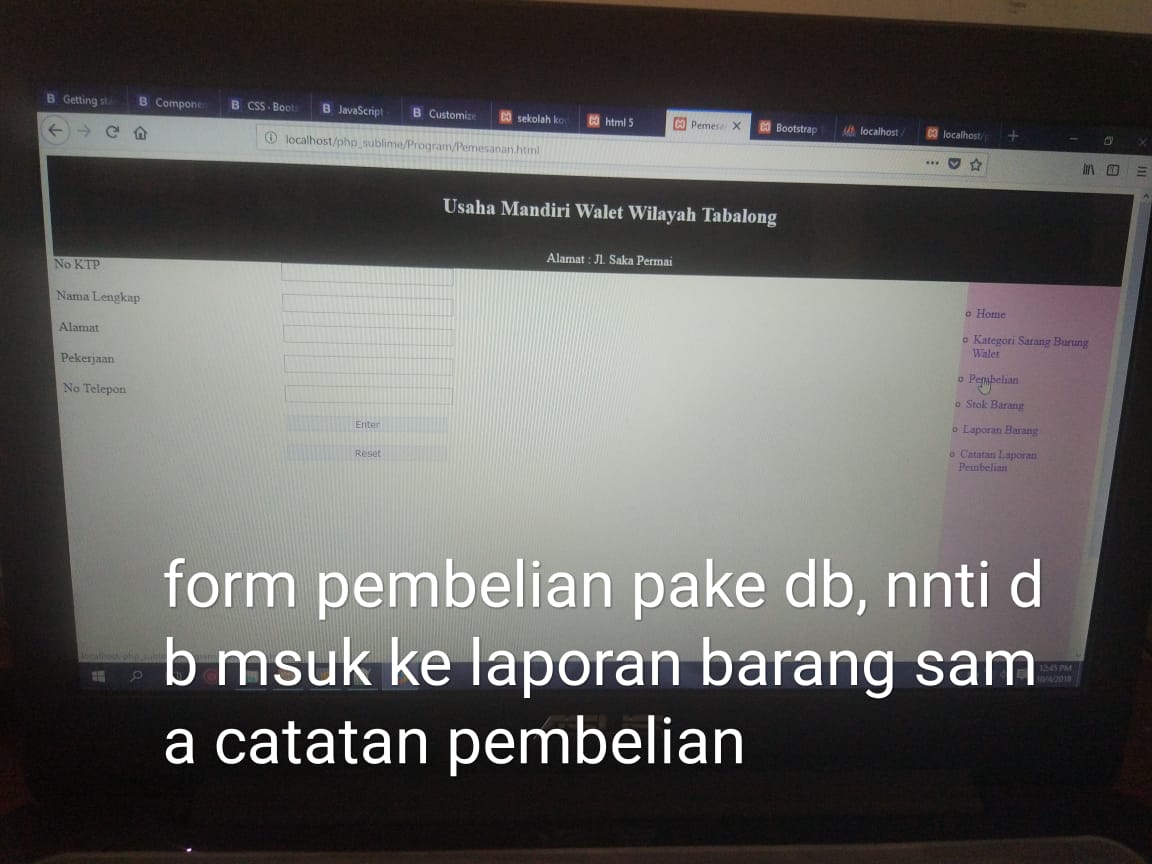 Getting sta
Componen
CSS · Boots
JavaScript
Customize
sekolah ko
html 5
Pemesa
Bootstrap
localhost /
localhost/p
localhost/php_sublime/Program/Pemesanan.html
Usaha Mandiri Walet Wilayah Tabalong
Alamat : Jl. Saka Permai
No KTP
Nama Lengkap
Alamat
Pekerjaan
No Telepon
Enter
Reset
Home
Kategori Sarang Burung
Walet
Pembelian
Stok Barang
Laporan Barang
Catatan Laporan
Pembelian
form pembelian pake db, nnti d
b msuk ke laporan barang sam
a catatan pembelian
12:45 PM
10/4/2018
ASUS